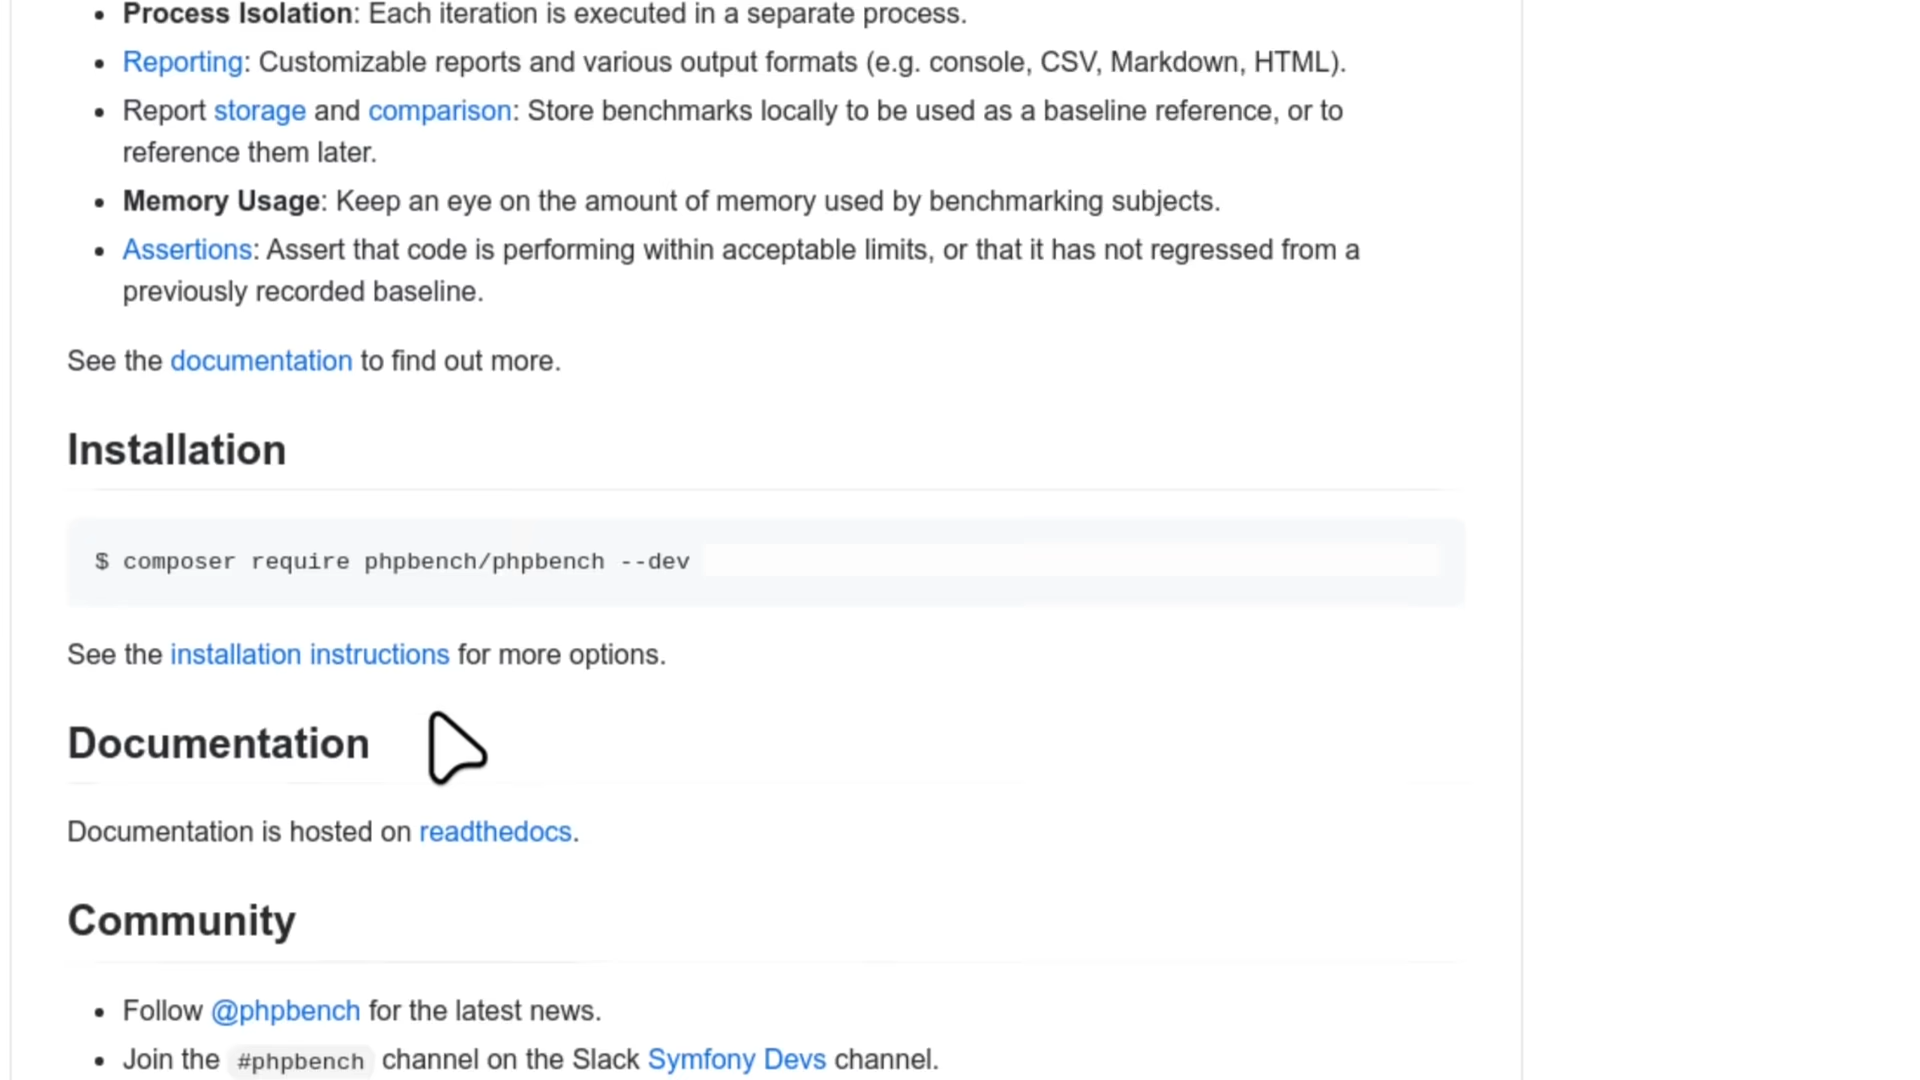 Process Isolation: Each iteration is executed in a separate process.
Reporting: Customizable reports and various output formats (e.g. console, CSV, Markdown, HTML).
Report storage and comparison: Store benchmarks locally to be used as a baseline reference, or to
reference them later.
Memory Usage: Keep an eye on the amount of memory used by benchmarking subjects.
Assertions: Assert that code is performing within acceptable limits, or that it has not regressed from a
previously recorded baseline.
See the documentation to find out more.
Installation
$ composer require phpbench/phpbench --dev
See the installation instructions for more options.
Documentation
Documentation is hosted on readthedocs.
Community
Follow @phpbench for the latest news.
Join the #phpbench channel on the Slack Symfony Devs channel.